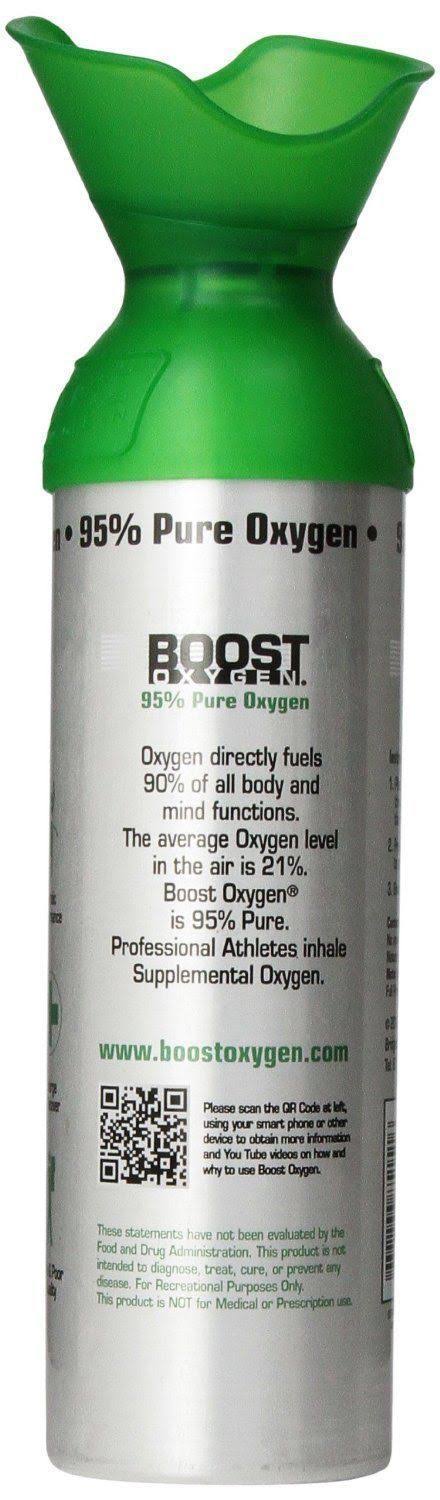 • 95% Pure Oxygen •
BOOST
OXYGEN.
95% Pure Oxygen
Oxygen directly fuels
90% of all body and
mind functions.
The average Oxygen level
in the air is 21%.
Boost Oxygen®
is 95% Pure.
Professional Athletes inhale
Supplemental Oxygen.
www.boostoxygen.com
Please scan the QR Code at left,
using your smart phone or other
device to obtain more information
and You Tube videos on how and
why to use Boost Oxygen.
These statements have not been evaluated by the
Food and Drug Administration. This product is not
intended to diagnose, treat, cure, or prevent any
disease. For Recreational Purposes Only.
This product is NOT for Medical or Prescription use.